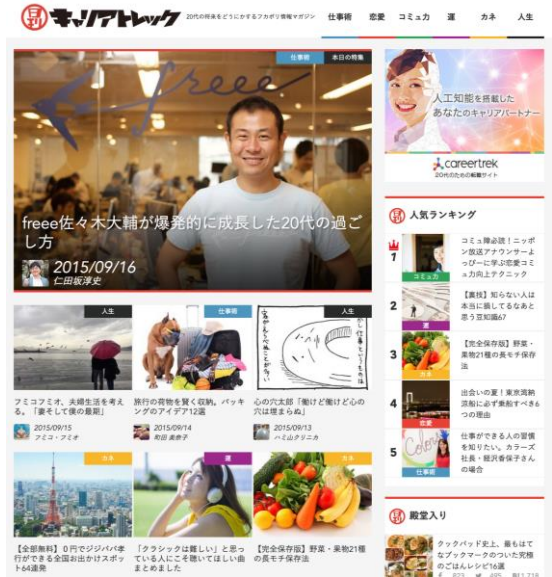 月刊
キャリアトレック
20代の将来をどうにかするフカボリ情報マガジン
仕事術
恋愛
コミュ力
運
カネ
人生
仕事術
本日の特集
freee
freee佐々木大輔が爆発的に成長した20代の過ご
し方
2015/09/16
仁田坂淳史
人工知能を搭載した
あなたのキャリアパートナー
careertrek
20代のための転職サイト
人気ランキング
1
コミュ障必読！ニッポ
ン放送アナウンサーよ
っぴーに学ぶ恋愛コミ
ュ力向上テクニック
コミュ力
2
【裏技】知らない人は
本当に損してるなあと
思う豆知識67
運
3
【完全保存版】野菜・
果物21種の長モチ保存
法
カネ
4
出会いの夏！東京湾納
涼船に必ず乗船すべき6
つの理由
恋愛
5
仕事ができる人の習慣
を知りたい。カラーズ
社長・経沢香保子さん
の場合
Colors
仕事術
人生
フミコフミオ、夫婦生活を考え
る。「妻そして僕の最期」
2015/09/15
フミコ・フミオ
仕事術
旅行の荷物を賢く収納。パッキ
ングのアイデア12選
2015/09/14
和田 亜奈子
人生
心の穴太郎「働けど働けど心の
穴は埋まらぬ」
2015/09/13
ハミ山クリニカ
カネ
【全部無料】０円でジジババ孝
行ができる全国お出かけスポッ
ト64連発
運
「クラシックは難しい」と思っ
ている人にこそ聴いてほしい曲
まとめました
カネ
【完全保存版】野菜・果物21種
の長モチ保存法
殿堂入り
クックパッド史上、最もはて
なブックマークのついた究極
のごはんレシピ16選
823
495